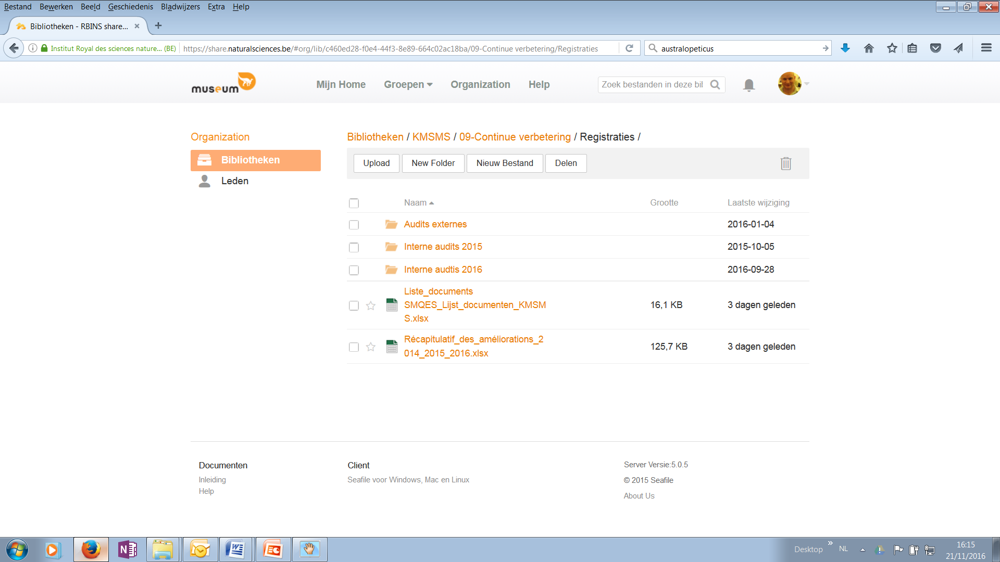 Bestand Bewerken Beeld Geschiedenis Bladwijzers Extra Help
Bibliotheken - RBINS share...
Institut Royal des sciences nature... (BE) https://share.naturalsciences.be/#org/lib/c460ed28-f0e4-44f3-8e89-664c02ac18ba/09-Continue verbetering/Registraties australopeticus
museum Mijn Home Groepen Organization Help Zoek bestanden in deze bil
Organization
Bibliotheken
Leden
Bibliotheken / KMSMS / 09-Continue verbetering / Registraties /
Upload New Folder Nieuw Bestand Delen
Naam Grootte Laatste wijziging
Audits externes 2016-01-04
Interne audits 2015 2015-10-05
Interne audtis 2016 2016-09-28
Liste_documents
SMQES_Lijst_documenten_KMSM 16,1 KB 3 dagen geleden
S.xlsx
Récapitulatif_des_améliorations_2
014_2015_2016.xlsx 125,7 KB 3 dagen geleden
Documenten
Inleiding
Help
Client
Seafile voor Windows, Mac en Linux
Server Versie:5.0.5
© 2015 Seafile
About Us
Desktop NL
16:15
21/11/2016